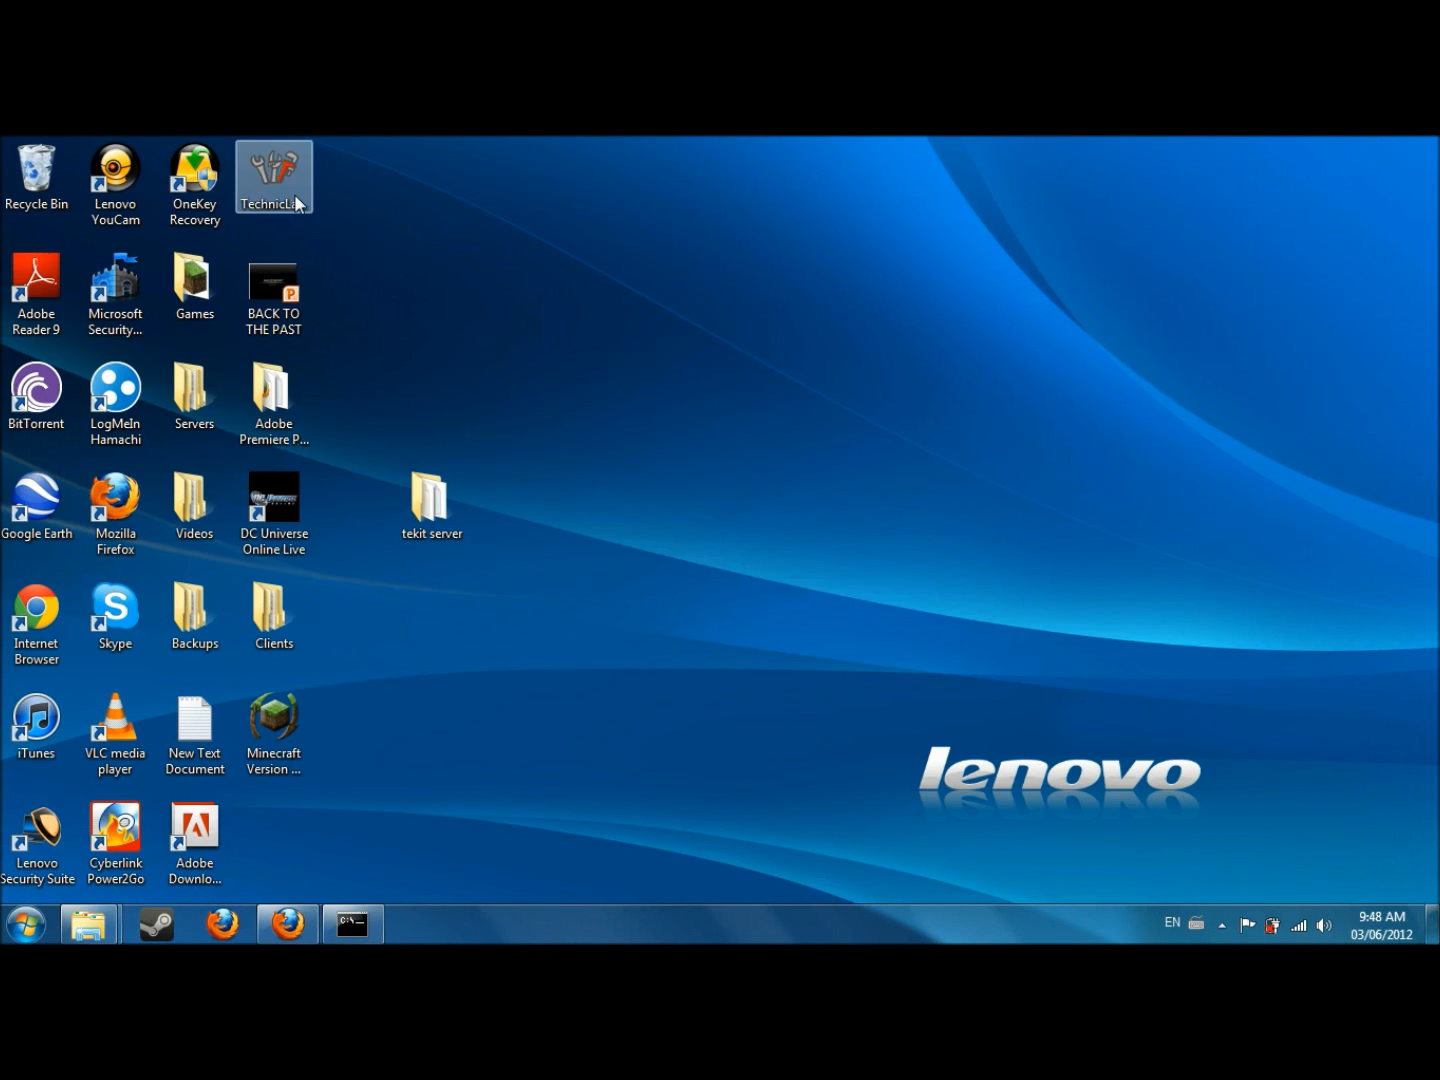 Recycle Bin
Lenovo
YouCam
OneKey
Recovery
Adobe
Reader 9
Microsoft
Security...
Games
BACK TO
THE PAST
BitTorrent
LogMeIn
Hamachi
Servers
Adobe
Premiere P...
Google Earth
Mozilla
Firefox
Videos
DC Universe
Online Live
tekit server
Internet
Browser
Skype
Backups
Clients
iTunes
VLC media
player
New Text
Document
Minecraft
Version ...
lenovo
Lenovo
Security Suite
Cyberlink
Power2Go
Adobe
Downlo...
EN
9:48 AM
03/06/2012